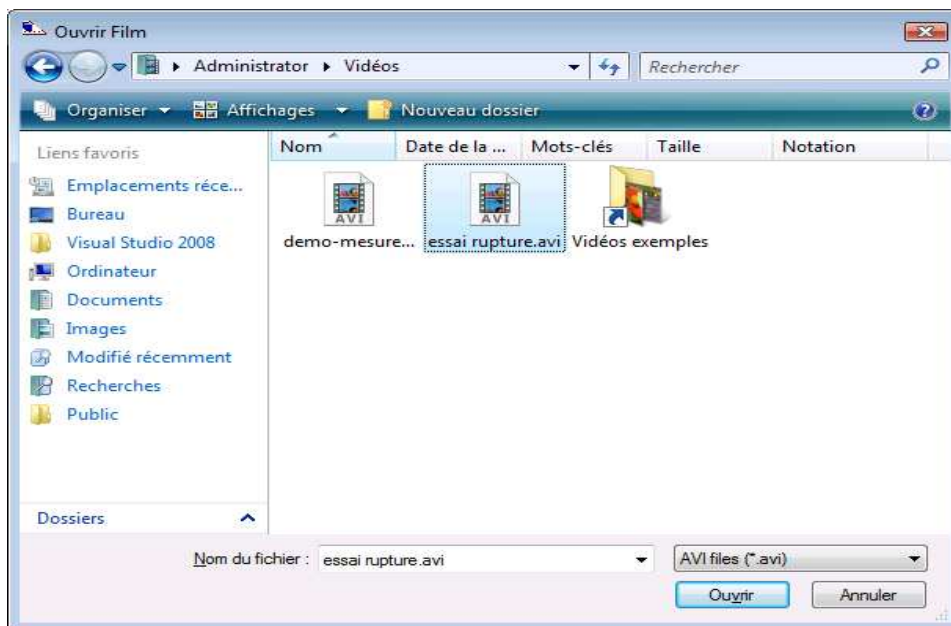 Ouvrir Film
Administrator Vidéos Rechercher
Organiser Affichages Nouveau dossier
Liens favoris
Nom Date de la ... Mots-clés Taille Notation
Emplacements réce...
Bureau
Visual Studio 2008
Ordinateur
Documents
Images
Modifié récemment
Recherches
Public
AVI AVI
demo-mesure... essai rupture.avi Vidéos exemples
Dossiers
Nom du fichier : essai rupture.avi AVI files (*.avi)
Ouvrir Annuler